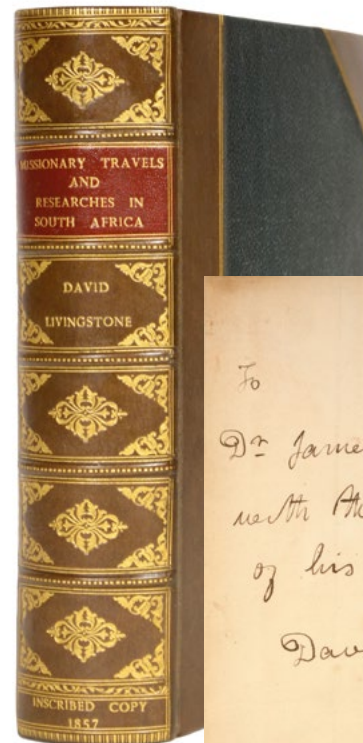 MISSIONARY TRAVELS
AND
RESEARCHES IN
SOUTH AFRICA
DAVID
LIVINGSTONE
INSCRIBED COPY
1857
To
Dr Jame
with
of his
Dav